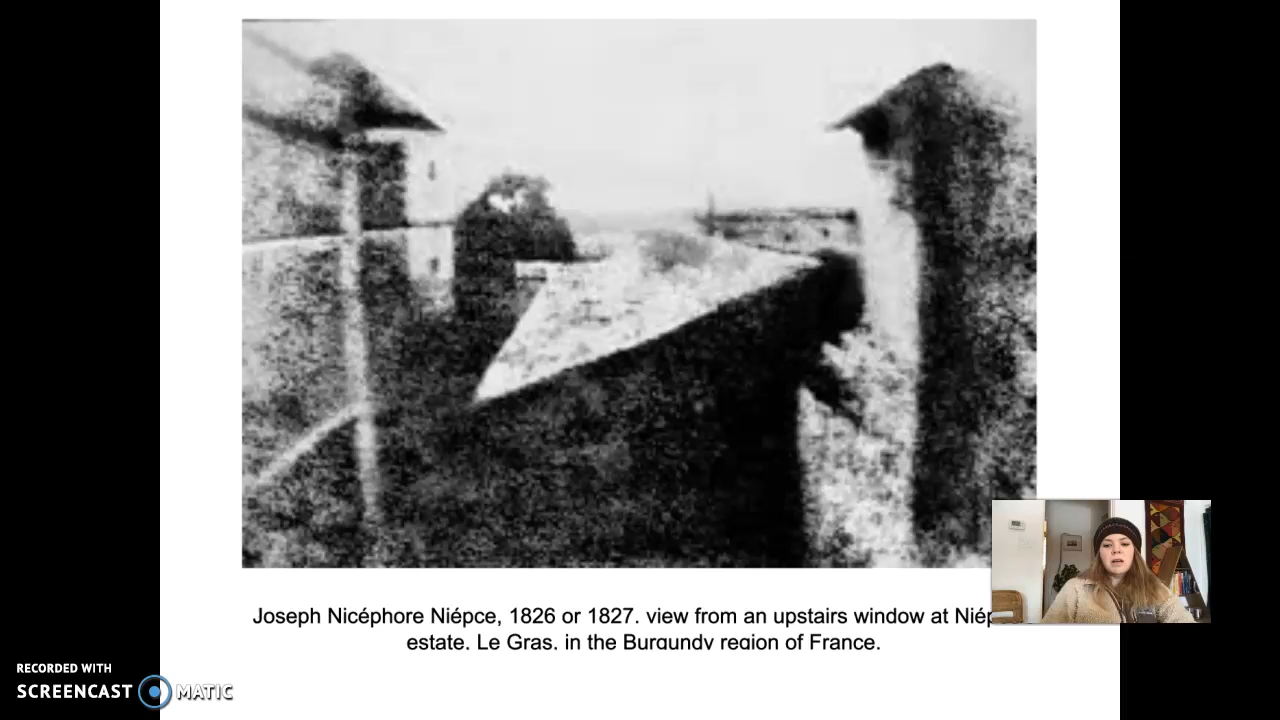 Joseph Nicéphore Niépce, 1826 or 1827. view from an upstairs window at
estate, Le Gras, in the Burgundy region of France.
RECORDED WITH
SCREENCAST MATIC